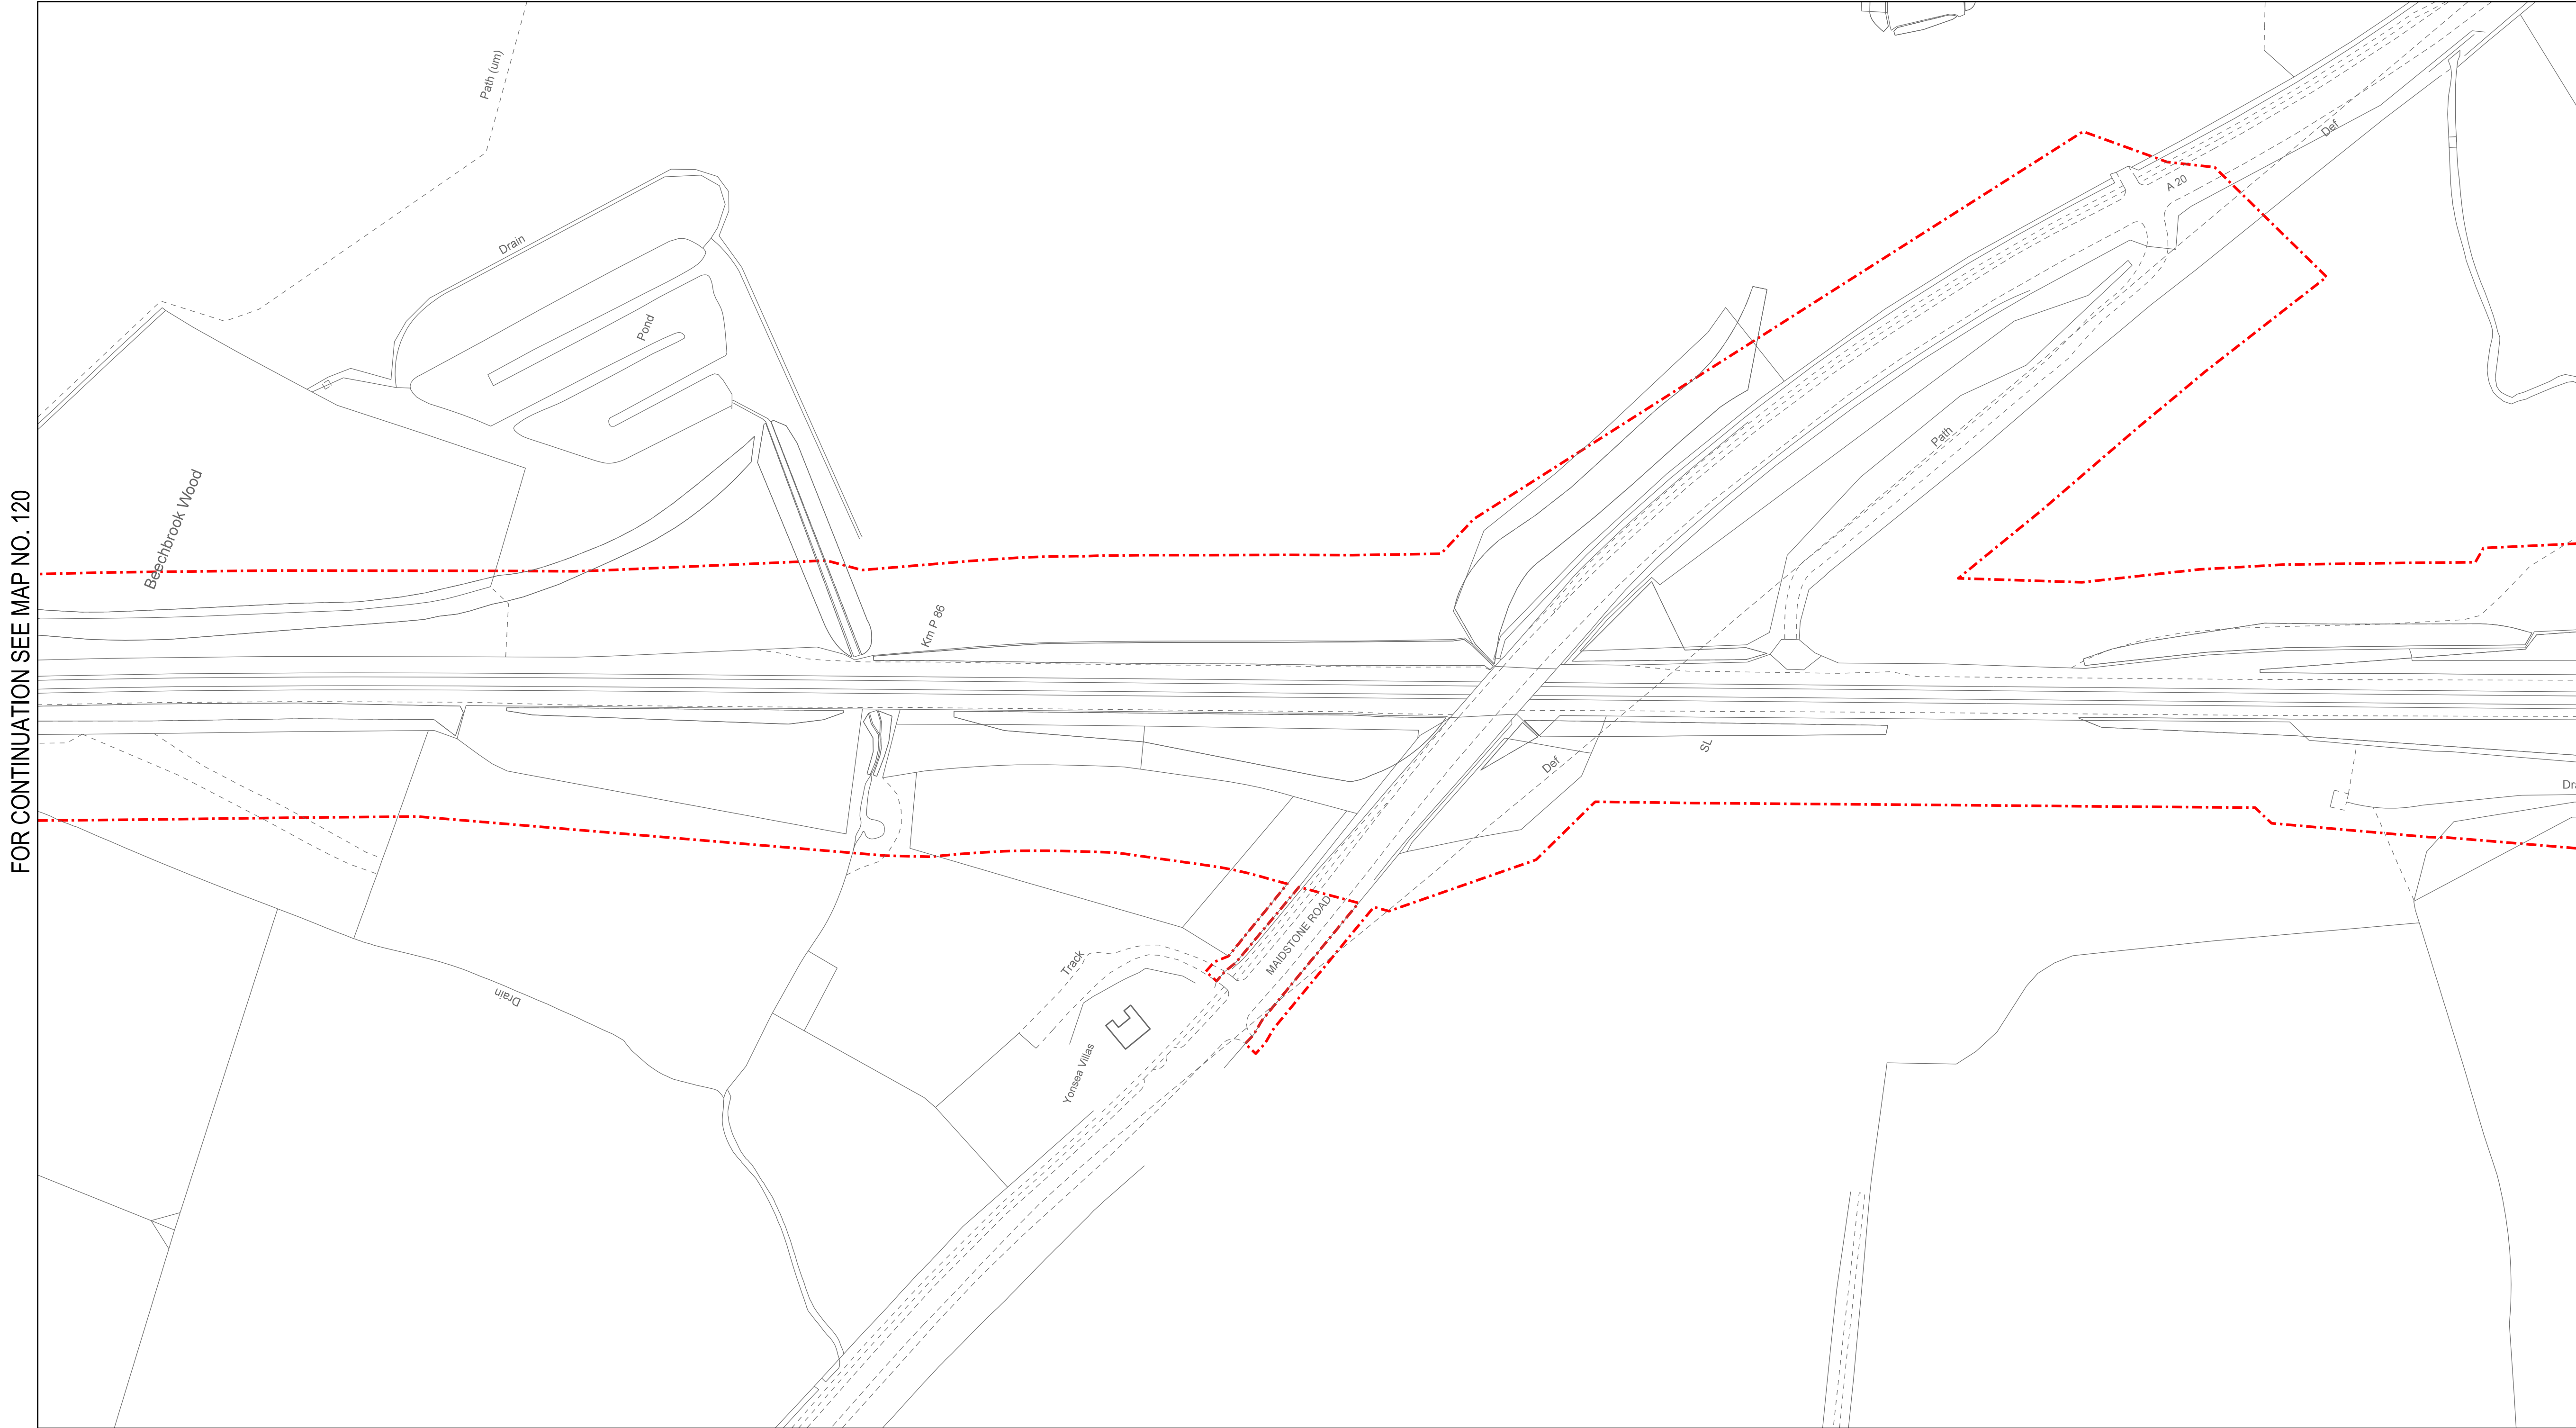 FOR CONTINUATION SEE MAP NO. 120
Path (um)
Drain
Pond
Beechbrook Wood
Km P 86
A 20
Def
Path
SL
Def
MAIDSTONE ROAD
Track
Yonsea Villas
Drain
Dra